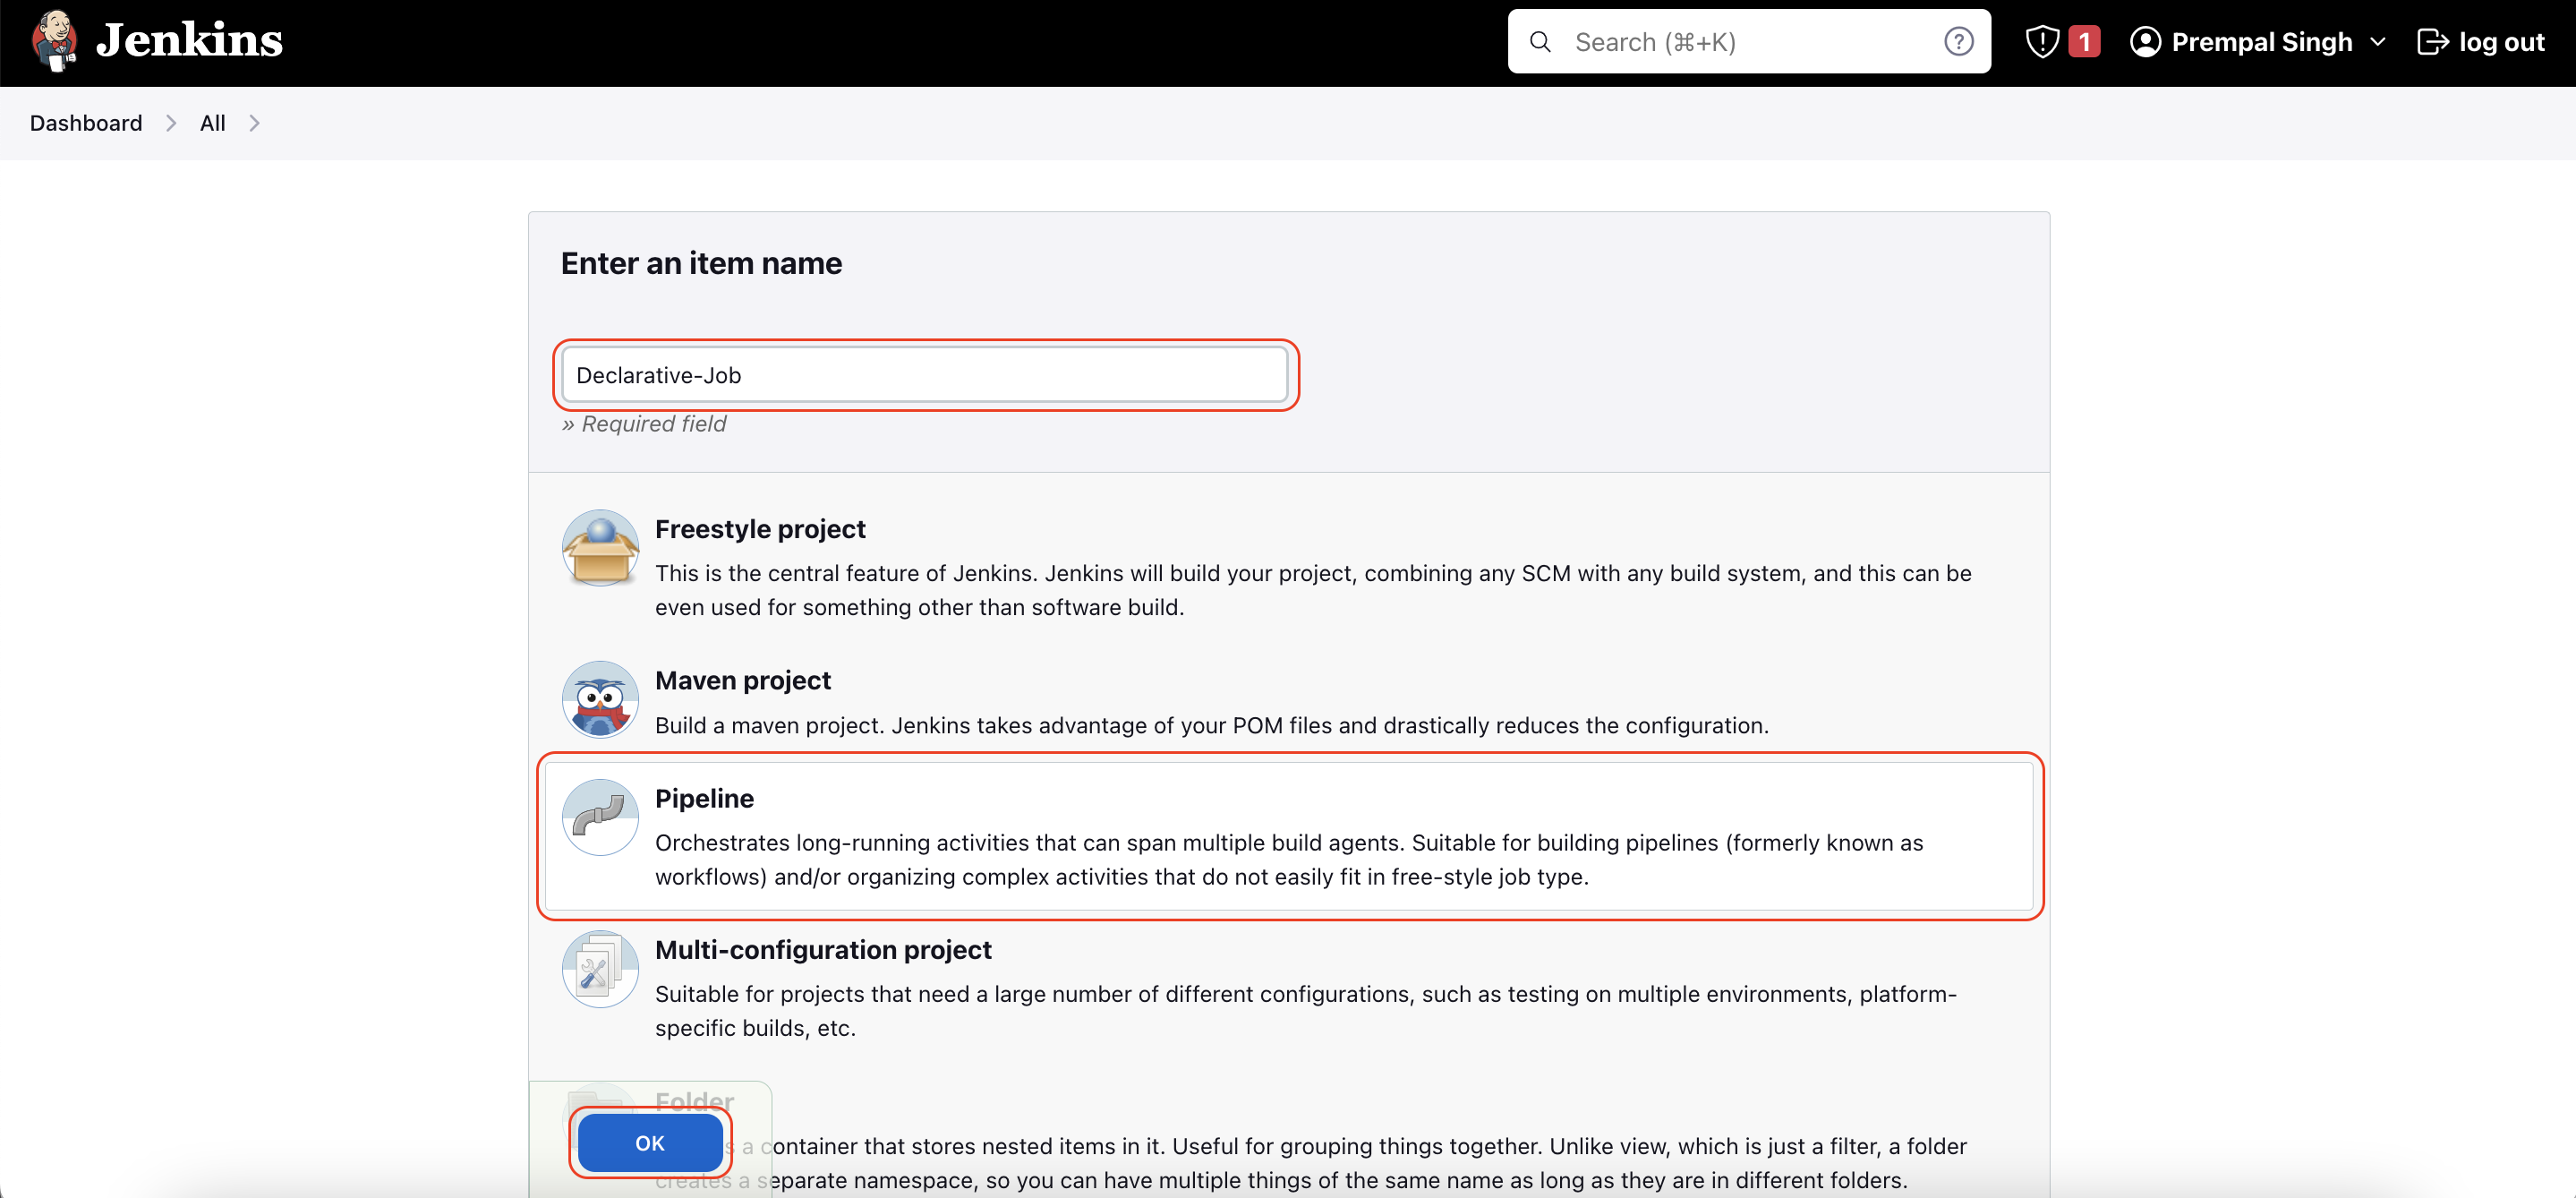 Jenkins
Search (⌘+K)
1
Prempal Singh
log out
Dashboard
All
Enter an item name
Declarative-Job
» Required field
Freestyle project
This is the central feature of Jenkins. Jenkins will build your project, combining any SCM with any build system, and this can be
even used for something other than software build.
Maven project
Build a maven project. Jenkins takes advantage of your POM files and drastically reduces the configuration.
Pipeline
Orchestrates long-running activities that can span multiple build agents. Suitable for building pipelines (formerly known as
workflows) and/or organizing complex activities that do not easily fit in free-style job type.
Multi-configuration project
Suitable for projects that need a large number of different configurations, such as testing on multiple environments, platform-
specific builds, etc.
Folder
OK
a container that stores nested items in it. Useful for grouping things together. Unlike view, which is just a filter, a folder
creates a separate namespace, so you can have multiple things of the same name as long as they are in different folders.